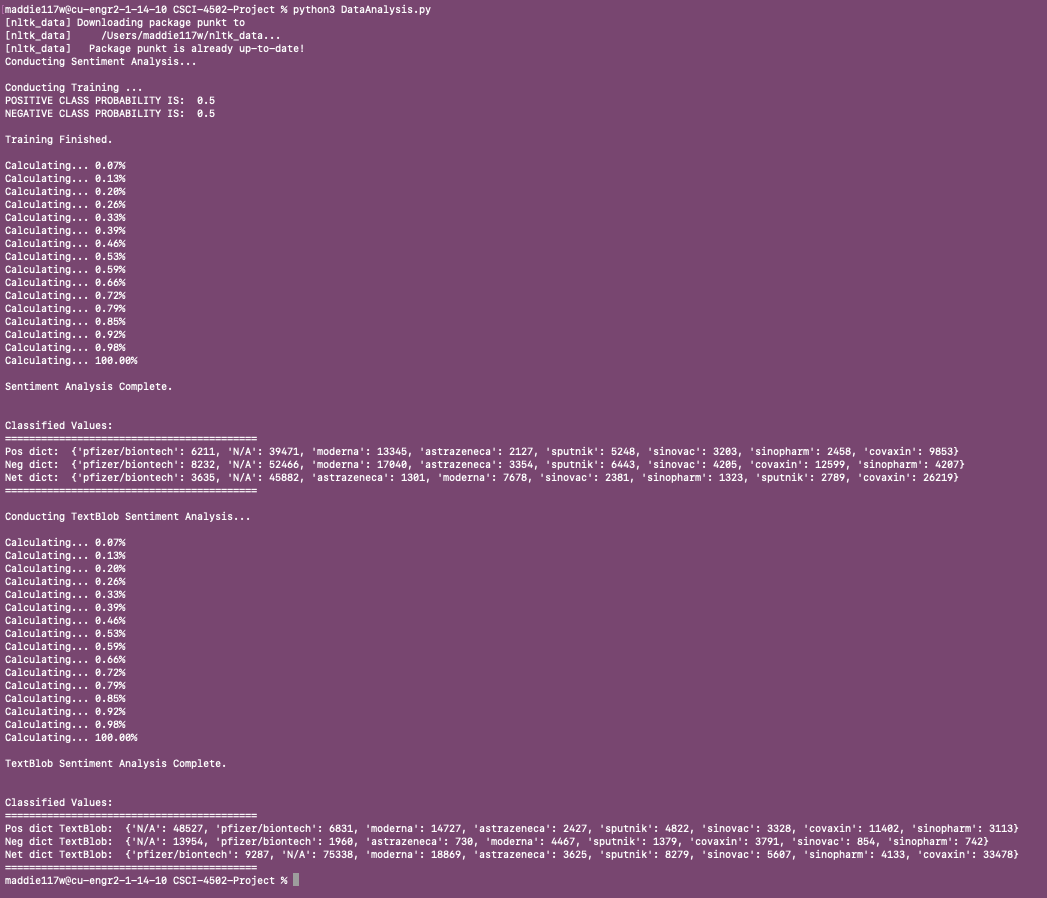 maddie117w@cu-engr2-1-14-10 CSCI-4502-Project % python3 DataAnalysis.py
[nltk_data] Downloading package punkt to
[nltk_data]     /Users/maddie117w/nltk_data...
[nltk_data]   Package punkt is already up-to-date!
Conducting Sentiment Analysis...
Conducting Training ...
POSITIVE CLASS PROBABILITY IS:  0.5
NEGATIVE CLASS PROBABILITY IS:  0.5
Training Finished.
Calculating... 0.07%
Calculating... 0.13%
Calculating... 0.20%
Calculating... 0.26%
Calculating... 0.33%
Calculating... 0.39%
Calculating... 0.46%
Calculating... 0.53%
Calculating... 0.59%
Calculating... 0.66%
Calculating... 0.72%
Calculating... 0.79%
Calculating... 0.85%
Calculating... 0.92%
Calculating... 0.98%
Calculating... 100.00%
Sentiment Analysis Complete.
Classified Values:
==========================================
Pos dict:  {'pfizer/biontech': 6211, 'N/A': 39471, 'moderna': 13345, 'astrazeneca': 2127, 'sputnik': 5248, 'sinovac': 3203, 'sinopharm': 2458, 'covaxin': 9853}
Neg dict:  {'pfizer/biontech': 8232, 'N/A': 52466, 'moderna': 17040, 'astrazeneca': 3354, 'sputnik': 6443, 'sinovac': 4205, 'covaxin': 12599, 'sinopharm': 4207}
Net dict:  {'pfizer/biontech': 3635, 'N/A': 45882, 'astrazeneca': 1301, 'moderna': 7678, 'sinovac': 2381, 'sinopharm': 1323, 'sputnik': 2789, 'covaxin': 26219}
==========================================
Conducting TextBlob Sentiment Analysis...
Calculating... 0.07%
Calculating... 0.13%
Calculating... 0.20%
Calculating... 0.26%
Calculating... 0.33%
Calculating... 0.39%
Calculating... 0.46%
Calculating... 0.53%
Calculating... 0.59%
Calculating... 0.66%
Calculating... 0.72%
Calculating... 0.79%
Calculating... 0.85%
Calculating... 0.92%
Calculating... 0.98%
Calculating... 100.00%
TextBlob Sentiment Analysis Complete.
Classified Values:
==========================================
Pos dict TextBlob:  {'N/A': 48527, 'pfizer/biontech': 6831, 'moderna': 14727, 'astrazeneca': 2427, 'sputnik': 4822, 'sinovac': 3328, 'covaxin': 11402, 'sinopharm': 3113}
Neg dict TextBlob:  {'N/A': 13954, 'pfizer/biontech': 1960, 'astrazeneca': 730, 'moderna': 4467, 'sputnik': 1379, 'covaxin': 3791, 'sinovac': 854, 'sinopharm': 742}
Net dict TextBlob:  {'pfizer/biontech': 9287, 'N/A': 75338, 'moderna': 18869, 'astrazeneca': 3625, 'sputnik': 8279, 'sinovac': 5607, 'sinopharm': 4133, 'covaxin': 33478}
==========================================
maddie117w@cu-engr2-1-14-10 CSCI-4502-Project %